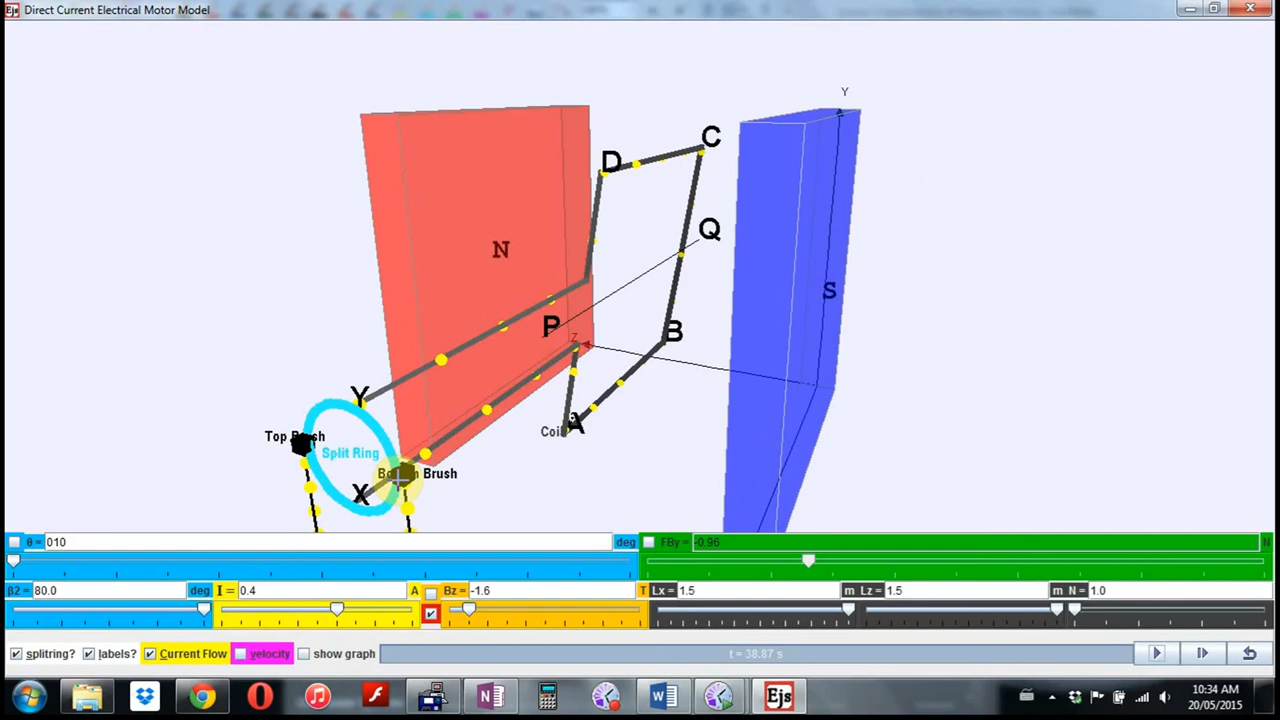 Ejs Direct Current Electrical Motor Model
Y
C
D
Q
N
S
P
Z
B
A
Coil
Y
Top Brush
Split Ring
Brush
X
θ = 010 deg FBy = -0.96 N
β2 = 80.0 deg I = 0.4 A Bz = -1.6 T Lx = 1.5 m Lz = 1.5 m N = 1.0
splitring? labels? Current Flow velocity show graph t = 38.87 s
10:34 AM
20/05/2015
Ejs